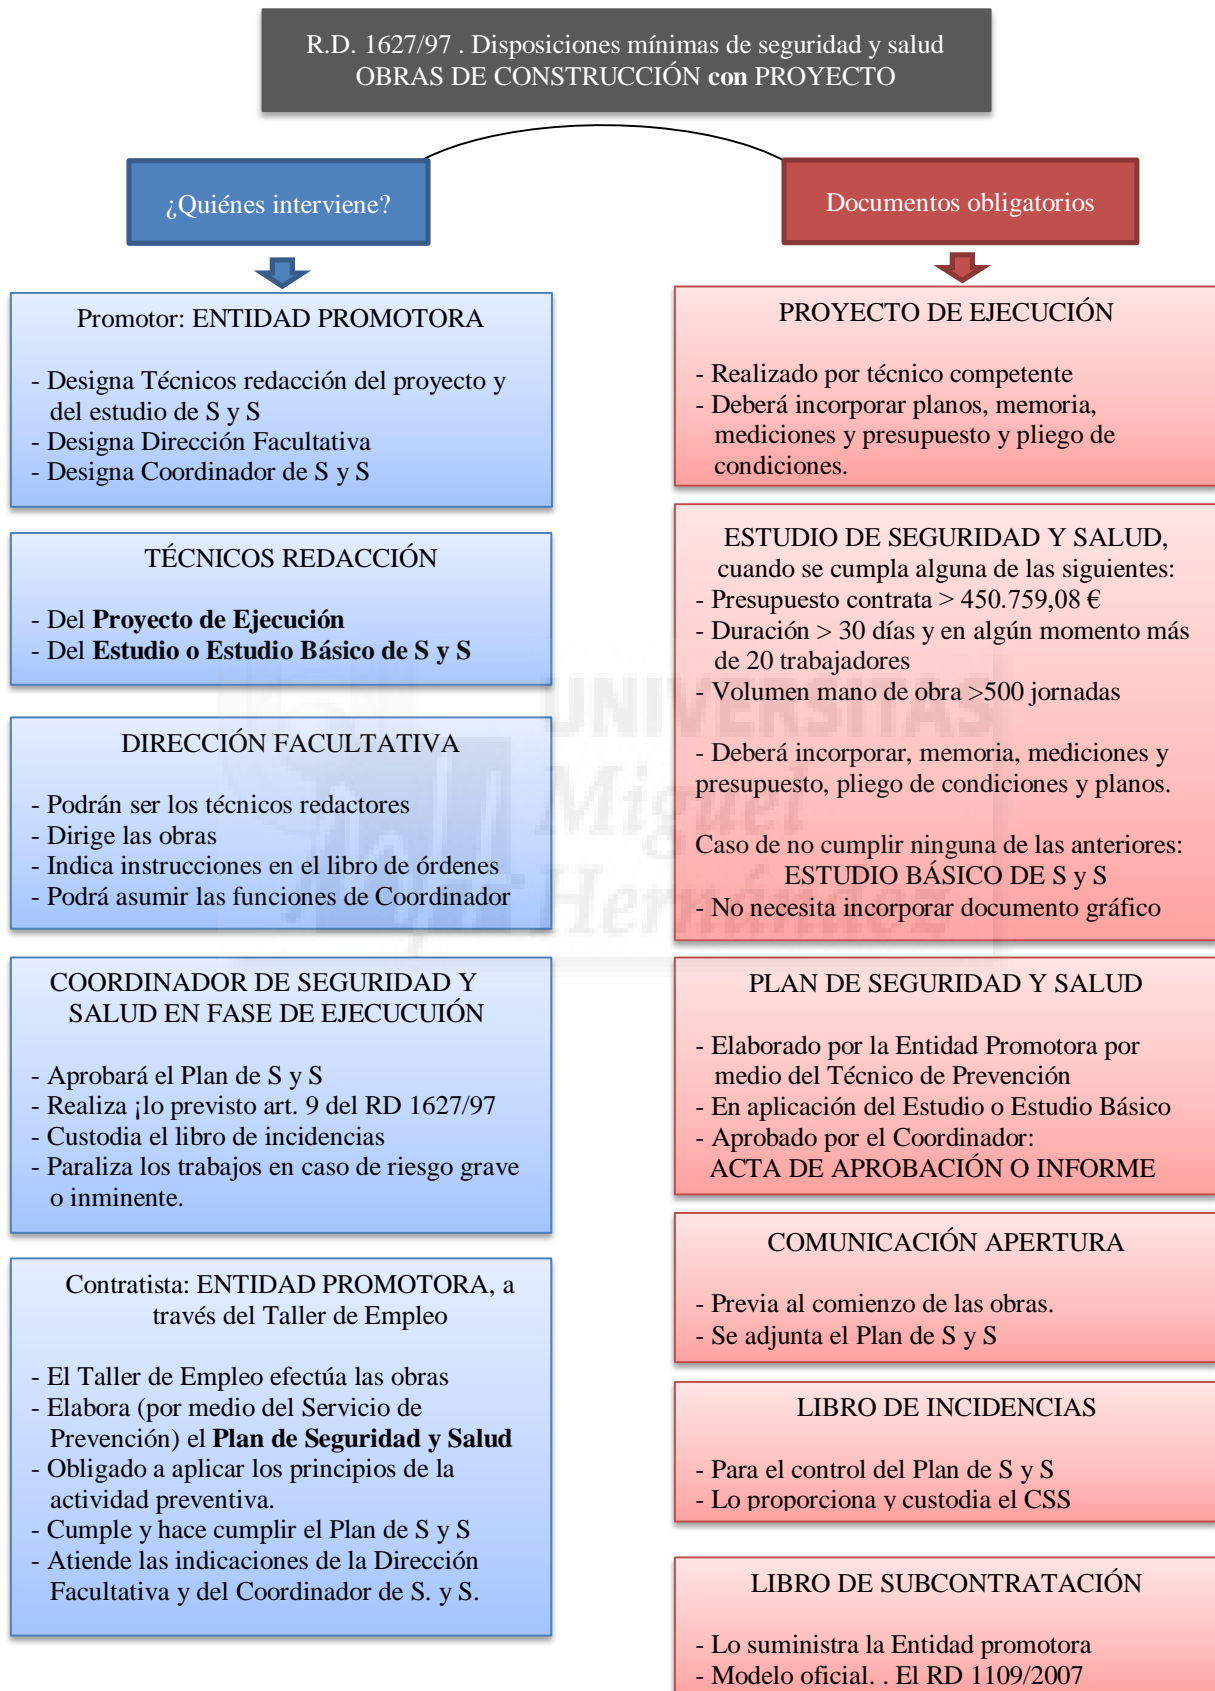 R.D. 1627/97 . Disposiciones mínimas de seguridad y salud
OBRAS DE CONSTRUCCIÓN con PROYECTO
¿Quiénes interviene?
Promotor: ENTIDAD PROMOTORA
- Designa Técnicos redacción del proyecto y
del estudio de S y S
- Designa Dirección Facultativa
- Designa Coordinador de S y S
TÉCNICOS REDACCIÓN
- Del Proyecto de Ejecución
- Del Estudio o Estudio Básico de S y S
DIRECCIÓN FACULTATIVA
- Podrán ser los técnicos redactores
- Dirige las obras
- Indica instrucciones en el libro de órdenes
- Podrá asumir las funciones de Coordinador
COORDINADOR DE SEGURIDAD Y
SALUD EN FASE DE EJECUCUIÓN
- Aprobará el Plan de S y S
- Realiza ¡lo previsto art. 9 del RD 1627/97
- Custodia el libro de incidencias
- Paraliza los trabajos en caso de riesgo grave
o inminente.
Contratista: ENTIDAD PROMOTORA, a
través del Taller de Empleo
- El Taller de Empleo efectúa las obras
- Elabora (por medio del Servicio de
Prevención) el Plan de Seguridad y Salud
- Obligado a aplicar los principios de la
actividad preventiva.
- Cumple y hace cumplir el Plan de S y S
- Atiende las indicaciones de la Dirección
Facultativa y del Coordinador de S. y S.
Documentos obligatorios
PROYECTO DE EJECUCIÓN
- Realizado por técnico competente
- Deberá incorporar planos, memoria,
mediciones y presupuesto y pliego de
condiciones.
ESTUDIO DE SEGURIDAD Y SALUD,
cuando se cumpla alguna de las siguientes:
- Presupuesto contrata > 450.759,08 €
- Duración > 30 días y en algún momento más
de 20 trabajadores
- Volumen mano de obra >500 jornadas
- Deberá incorporar, memoria, mediciones y
presupuesto, pliego de condiciones y planos.
Caso de no cumplir ninguna de las anteriores:
ESTUDIO BÁSICO DE S y S
- No necesita incorporar documento gráfico
PLAN DE SEGURIDAD Y SALUD
- Elaborado por la Entidad Promotora por
medio del Técnico de Prevención
- En aplicación del Estudio o Estudio Básico
- Aprobado por el Coordinador:
ACTA DE APROBACIÓN O INFORME
COMUNICACIÓN APERTURA
- Previa al comienzo de las obras.
- Se adjunta el Plan de S y S
LIBRO DE INCIDENCIAS
- Para el control del Plan de S y S
- Lo proporciona y custodia el CSS
LIBRO DE SUBCONTRATACIÓN
- Lo suministra la Entidad promotora
- Modelo oficial. . El RD 1109/2007
UNIVERSITAS
Miguel
Hernández